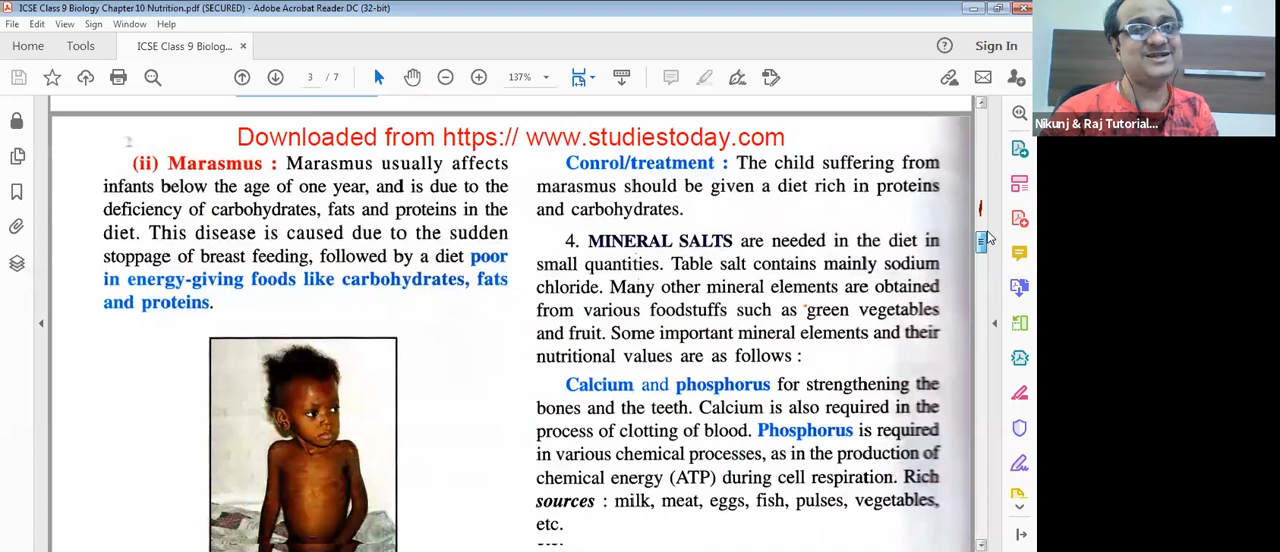 ICSE Class 9 Biology Chapter 10 Nutrition.pdf (SECURED) - Adobe Acrobat Reader DC (32-bit)
File Edit View Sign Window Help
Home Tools ICSE Class 9 Biolog... × Sign In
3 / 7 137%
Nikunj & Raj Tutorial...
Downloaded from https:// www.studiestoday.com
(ii) Marasmus : Marasmus usually affects
infants below the age of one year, and is due to the
deficiency of carbohydrates, fats and proteins in the
diet. This disease is caused due to the sudden
stoppage of breast feeding, followed by a diet poor
in energy-giving foods like carbohydrates, fats
and proteins.
Conrol/treatment : The child suffering from
marasmus should be given a diet rich in proteins
and carbohydrates.
4. MINERAL SALTS are needed in the diet in
small quantities. Table salt contains mainly sodium
chloride. Many other mineral elements are obtained
from various foodstuffs such as green vegetables
and fruit. Some important mineral elements and their
nutritional values are as follows :
Calcium and phosphorus for strengthening the
bones and the teeth. Calcium is also required in the
process of clotting of blood. Phosphorus is required
in various chemical processes, as in the production of
chemical energy (ATP) during cell respiration. Rich
sources : milk, meat, eggs, fish, pulses, vegetables,
etc.